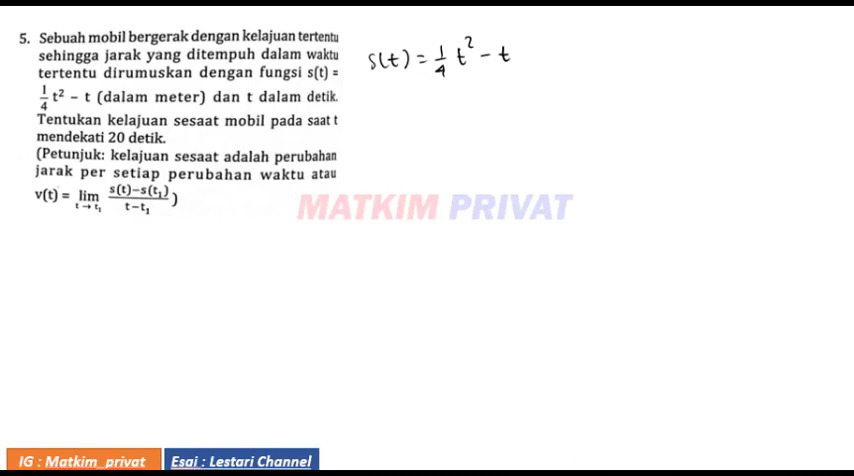 5. Sebuah mobil bergerak dengan kelajuan tertentu
sehingga jarak yang ditempuh dalam waktu
tertentu dirumuskan dengan fungsi s(t) =
1/4 t² – t (dalam meter) dan t dalam detik.
Tentukan kelajuan sesaat mobil pada saat t
mendekati 20 detik.
(Petunjuk: kelajuan sesaat adalah perubahan
jarak per setiap perubahan waktu atau
v(t) = lim t→t₁ (s(t)–s(t₁))/(t–t₁))
s(t) = 1/4 t² – t
MATKIM PRIVAT
IG : Matkim_privat
Esai : Lestari Channel